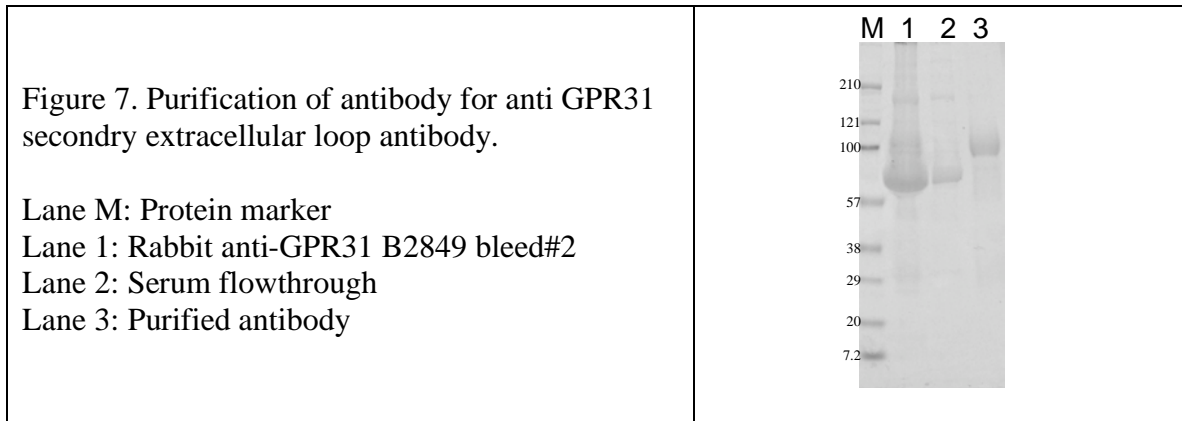 Figure 7. Purification of antibody for anti GPR31
secondry extracellular loop antibody.
Lane M: Protein marker
Lane 1: Rabbit anti-GPR31 B2849 bleed#2
Lane 2: Serum flowthrough
Lane 3: Purified antibody
M 1 2 3
210
121
100
57
38
29
20
7.2